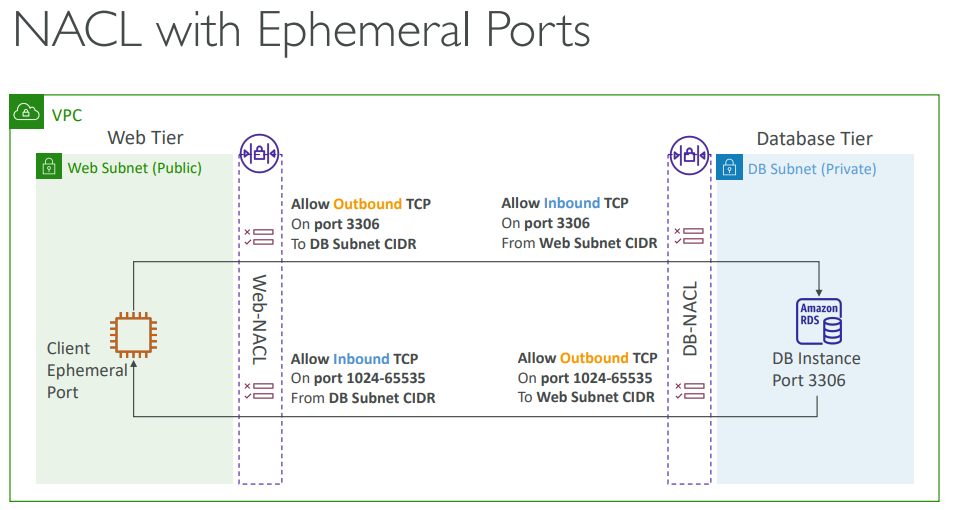 NACL with Ephemeral Ports
VPC
Web Tier
Web Subnet (Public)
Database Tier
DB Subnet (Private)
Allow Outbound TCP
On port 3306
To DB Subnet CIDR
Allow Inbound TCP
On port 3306
From Web Subnet CIDR
Web-NACL
DB-NACL
Client
Ephemeral
Port
Amazon
RDS
DB Instance
Port 3306
Allow Inbound TCP
On port 1024-65535
From DB Subnet CIDR
Allow Outbound TCP
On port 1024-65535
To Web Subnet CIDR